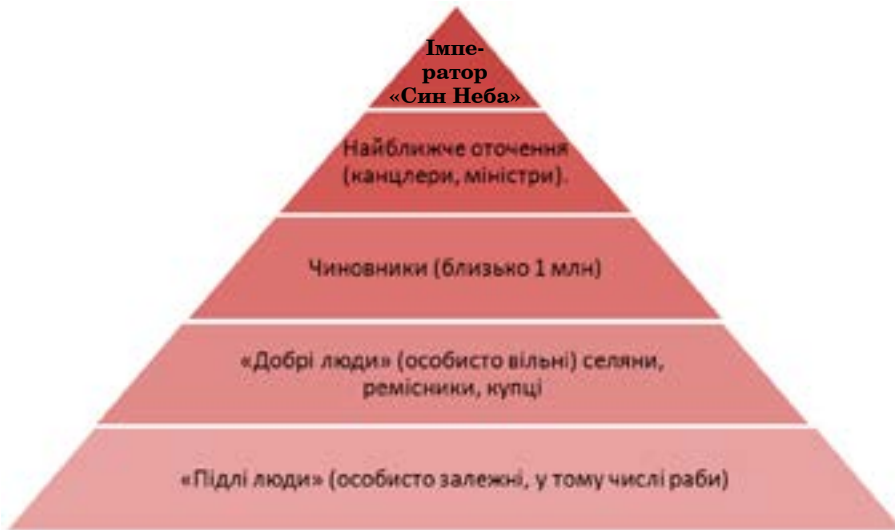 Імпе-
ратор
«Син Неба»
Найближче оточення
(канцлери, міністри).
Чиновники (близько 1 млн)
«Добрі люди» (особисто вільні) селяни,
ремісники, купці
«Підлі люди» (особисто залежні, у тому числі раби)